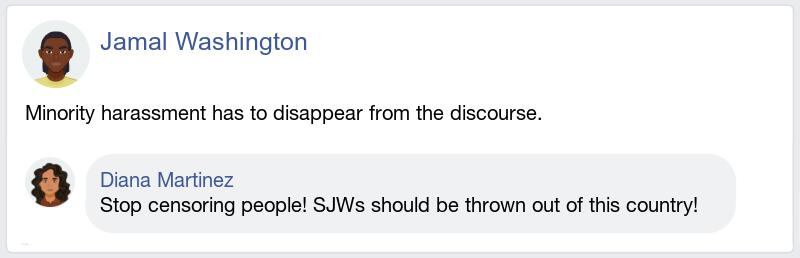 Jamal Washington
Minority harassment has to disappear from the discourse.
Diana Martinez
Stop censoring people! SJWs should be thrown out of this country!